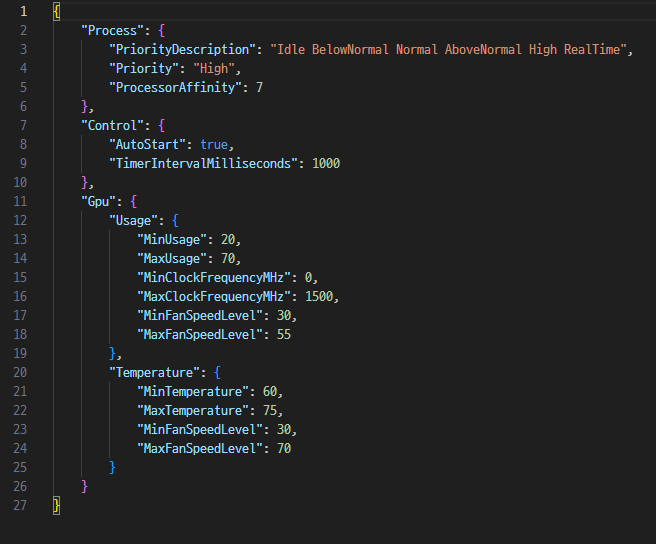 1 {
2 "Process": {
3 "PriorityDescription": "Idle BelowNormal Normal AboveNormal High RealTime",
4 "Priority": "High",
5 "ProcessorAffinity": 7
6 },
7 "Control": {
8 "AutoStart": true,
9 "TimerIntervalMilliseconds": 1000
10 },
11 "Gpu": {
12 "Usage": {
13 "MinUsage": 20,
14 "MaxUsage": 70,
15 "MinClockFrequencyMHz": 0,
16 "MaxClockFrequencyMHz": 1500,
17 "MinFanSpeedLevel": 30,
18 "MaxFanSpeedLevel": 55
19 },
20 "Temperature": {
21 "MinTemperature": 60,
22 "MaxTemperature": 75,
23 "MinFanSpeedLevel": 30,
24 "MaxFanSpeedLevel": 70
25 }
26 }
27 }